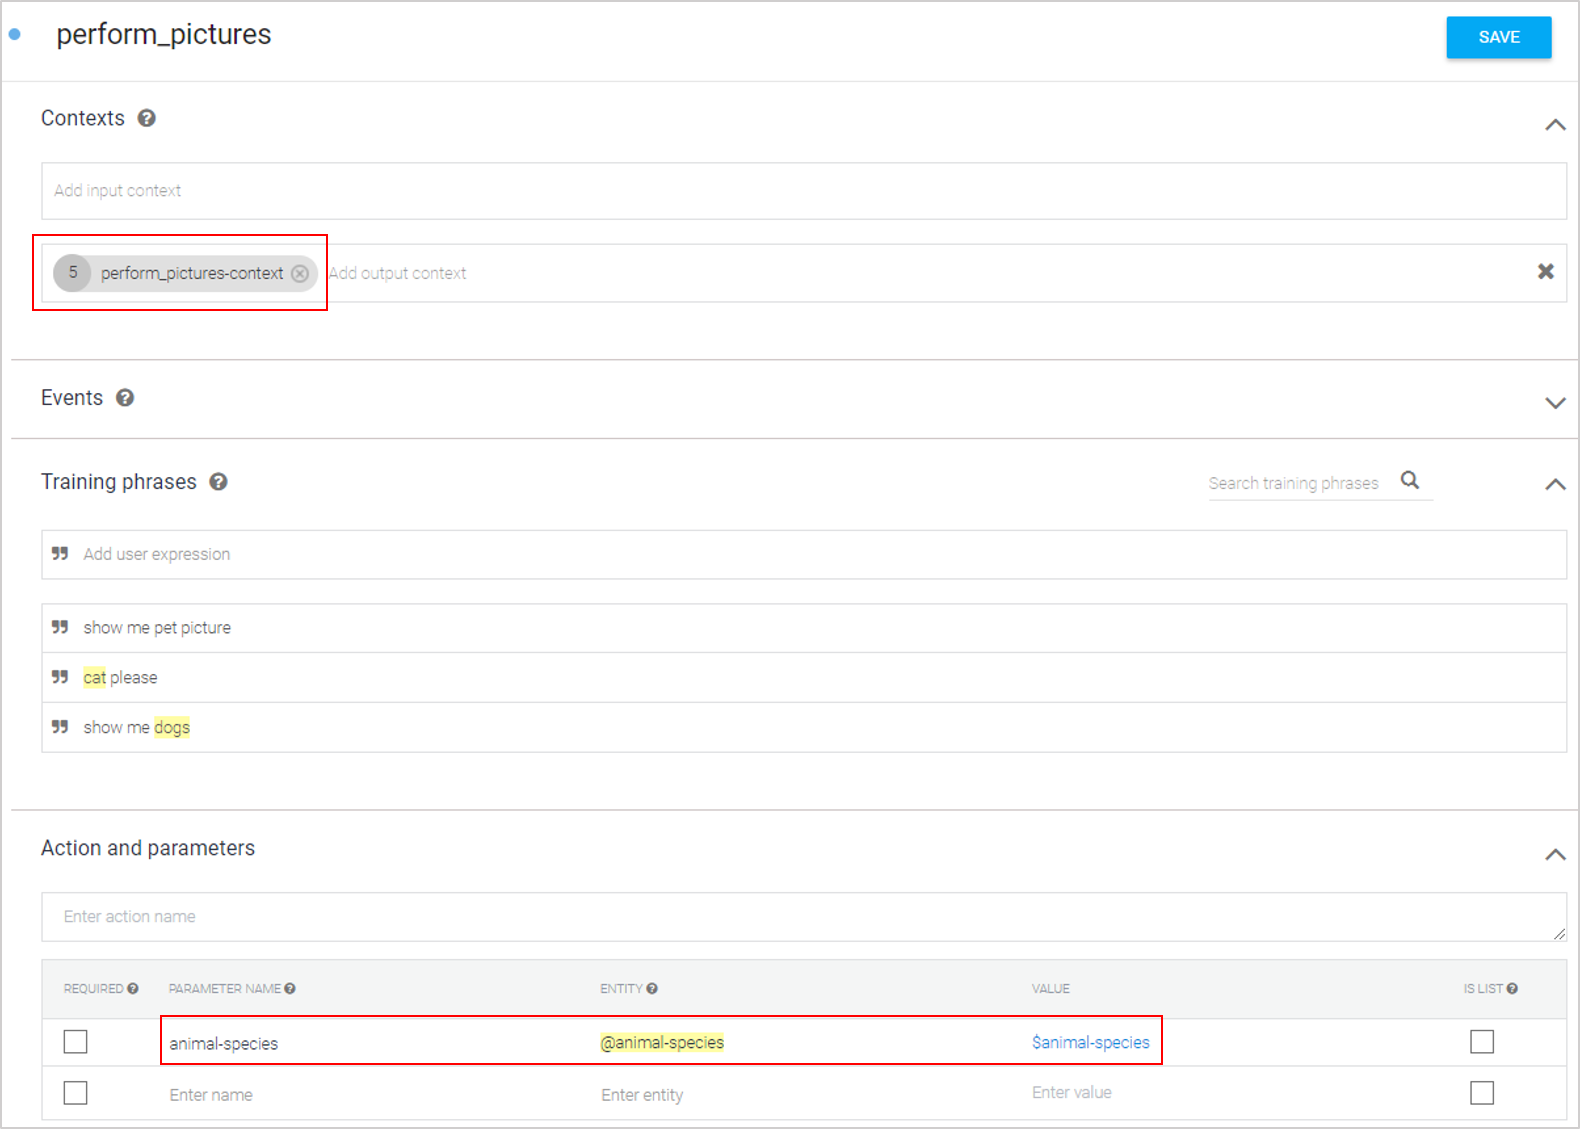 perform_pictures
SAVE
Contexts
Add input context
5 perform_pictures-context Add output context
Events
Training phrases
Search training phrases
Add user expression
show me pet picture
cat please
show me dogs
Action and parameters
Enter action name
REQUIRED PARAMETER NAME ENTITY VALUE IS LIST
animal-species @animal-species $animal-species
Enter name Enter entity Enter value